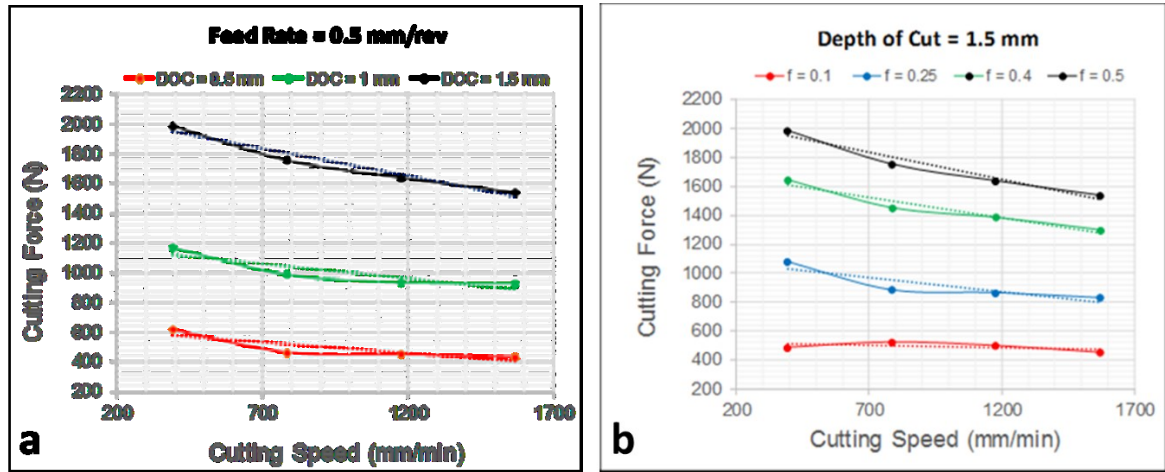 Feed Rate = 0.5 mm/rev
DOC = 0.5 mm DOC = 1 mm DOC = 1.5 mm
2200
2000
1800
1600
1400
1200
1000
800
600
400
200
200 700 1200 1700
Cutting Force (N)
Cutting Speed (mm/min)
a
Depth of Cut = 1.5 mm
f = 0.1 f = 0.25 f = 0.4 f = 0.5
2200
2000
1800
1600
1400
1200
1000
800
600
400
200
200 700 1200 1700
Cutting Force (N)
Cutting Speed (mm/min)
b